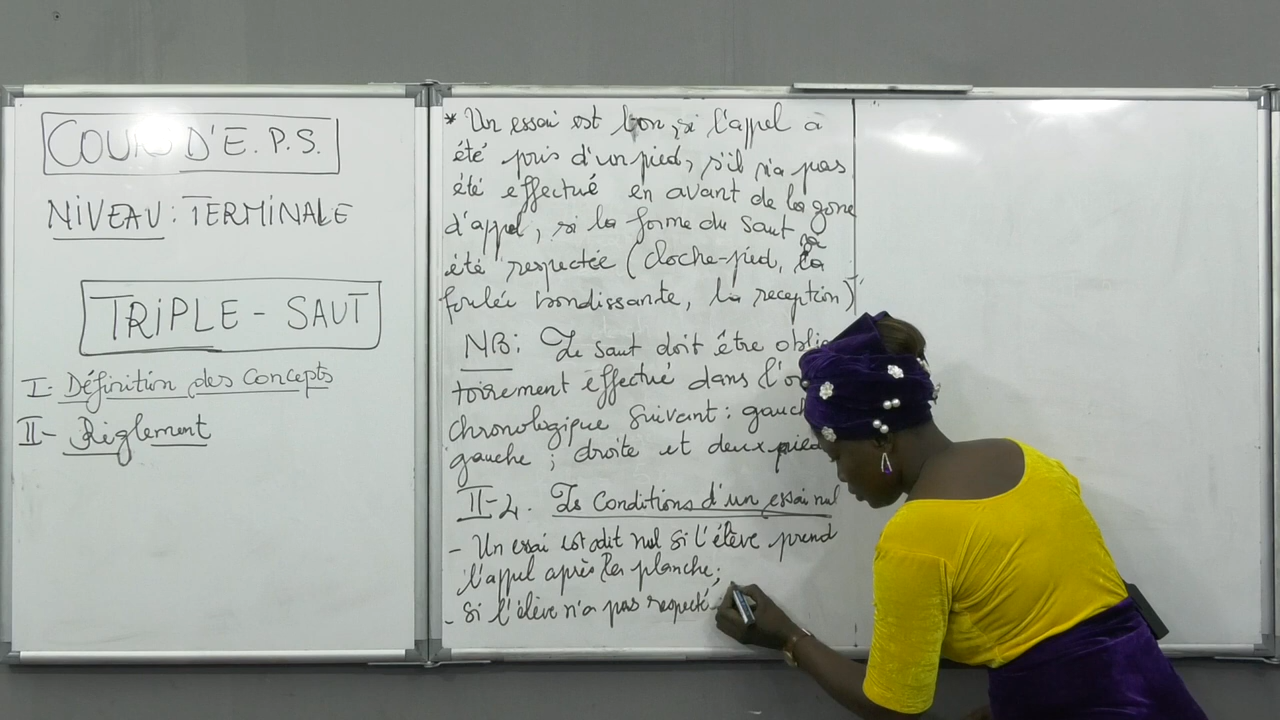 COURS D'E.P.S.
NIVEAU : TERMINALE
TRIPLE - SAUT
I- Définition des Concepts
II- Règlement
* Un essai est bon, si l'appel a
été pris d'un pied, s'il n'a pas
été effectué en avant de la zone
d'appel, si la forme du saut a
été respectée (cloche-pied, la
foulée bondissante, la reception)
NB: Le saut doit être obliga
toirement effectué dans l'o
chronologique suivant : gauch
gauche ; droite et deux pied
II-2. Les Conditions d'un essai nul
- Un essai est dit nul si l'élève prend
l'appel après la planche ;
- Si l'élève n'a pas respecté